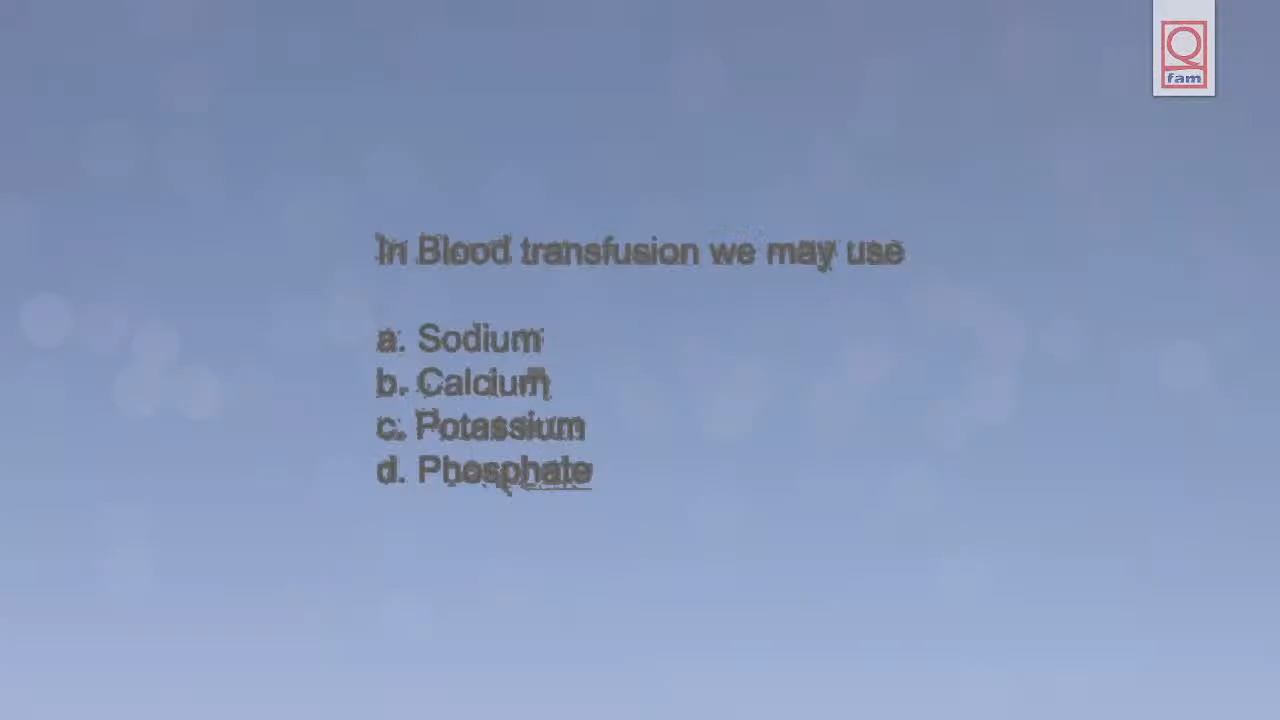 Q
fam
In Blood transfusion we may use
a. Sodium
b. Calcium
c. Potassium
d. Phosphate